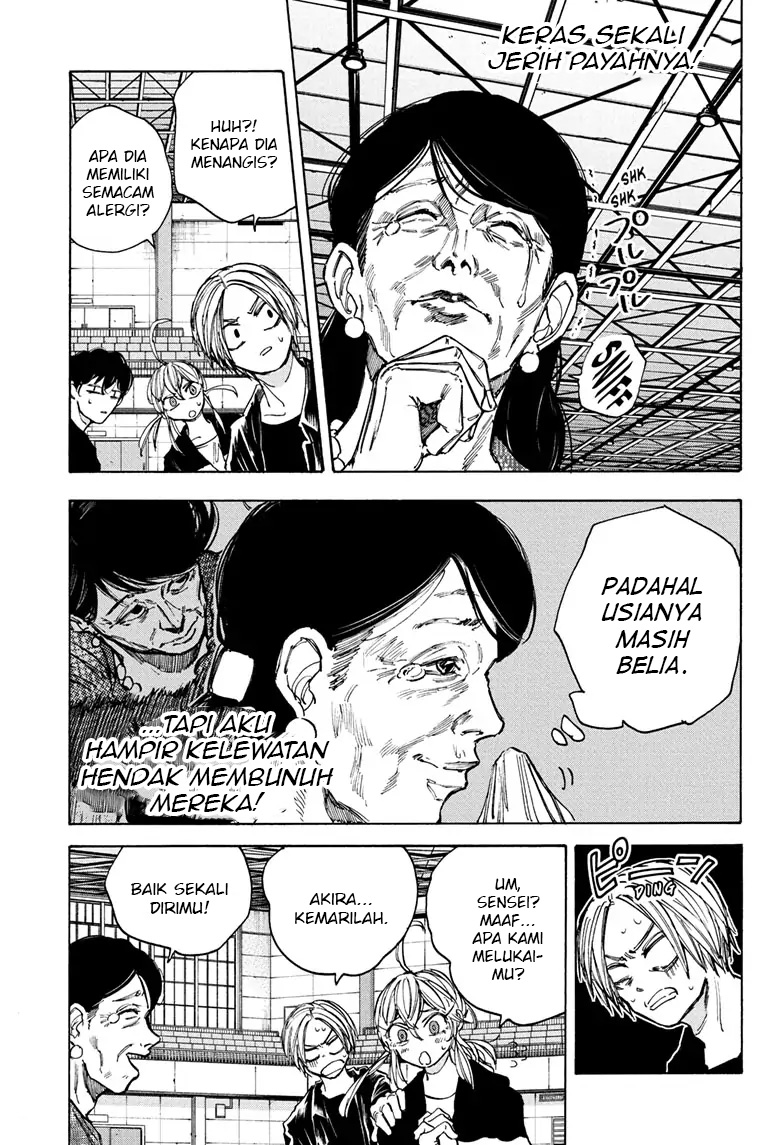 KERAS SEKALI
JERIH PAYAHNYA!
SHK
SHK
プル
プル
SNIFF
HUH?!
KENAPA DIA
MENANGIS?
APA DIA
MEMILIKI
SEMACAM
ALERGI?
PADAHAL
USIANYA
MASIH
BELIA.
...TAPI AKU
HAMPIR KELEWATAN
HENDAK MEMBUNUH
MEREKA!
ピーン
DING
UM,
SENSEI?
MAAF...
APA KAMI
MELUKAI-
MU?
AKIRA...
KEMARILAH.
BAIK SEKALI
DIRIMU!